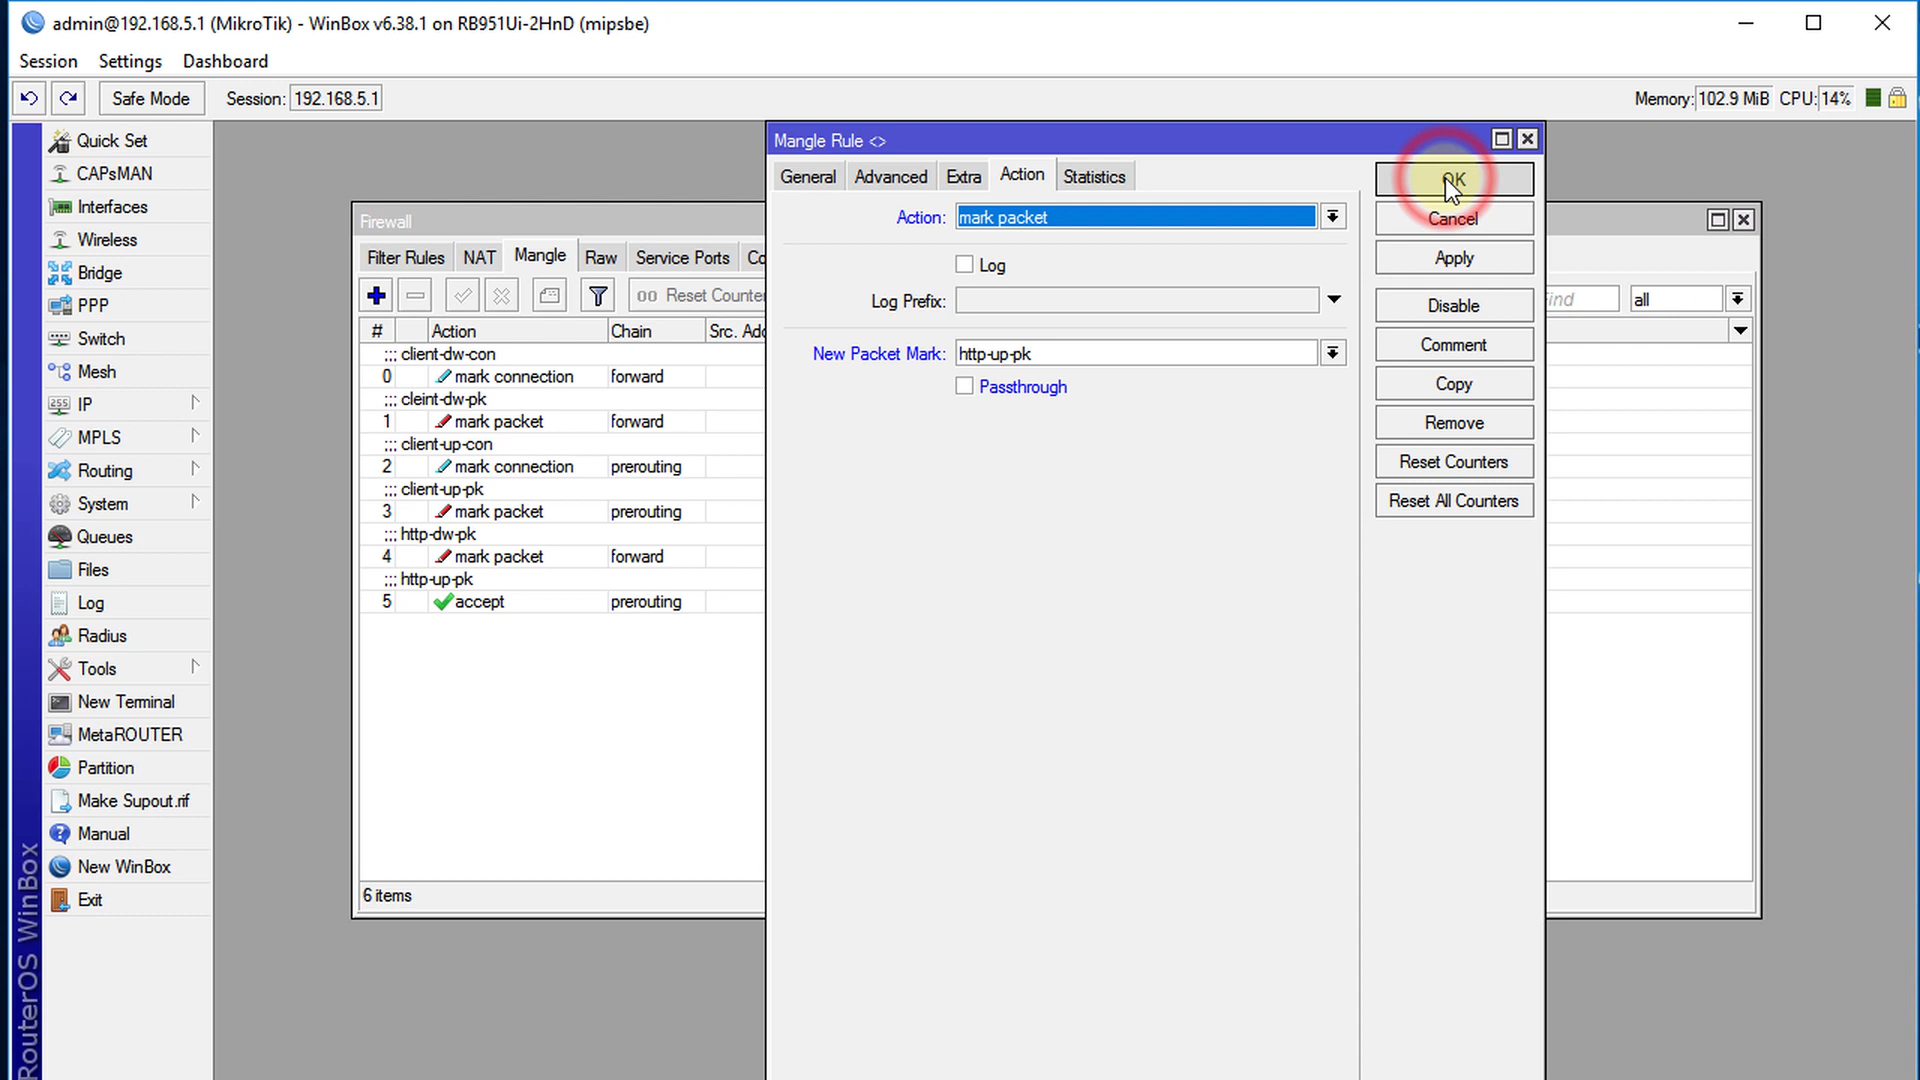 admin@192.168.5.1 (MikroTik) - WinBox v6.38.1 on RB951Ui-2HnD (mipsbe)
Session Settings Dashboard
Safe Mode Session: 192.168.5.1 Memory: 102.9 MiB CPU: 14%
Quick Set
CAPsMAN
Interfaces
Wireless
Bridge
PPP
Switch
Mesh
IP
MPLS
Routing
System
Queues
Files
Log
Radius
Tools
New Terminal
MetaROUTER
Partition
Make Supout.rif
Manual
New WinBox
Exit
RouterOS WinBox
Firewall
Filter Rules NAT Mangle Raw Service Ports Co
00 Reset Counter
all
# Action Chain Src. Add
;;; client-dw-con
0 mark connection forward
;;; cleint-dw-pk
1 mark packet forward
;;; client-up-con
2 mark connection prerouting
;;; client-up-pk
3 mark packet prerouting
;;; http-dw-pk
4 mark packet forward
;;; http-up-pk
5 accept prerouting
6 items
Mangle Rule <>
General Advanced Extra Action Statistics
Action: mark packet
Log
Log Prefix:
New Packet Mark: http-up-pk
Passthrough
OK
Cancel
Apply
Disable
Comment
Copy
Remove
Reset Counters
Reset All Counters